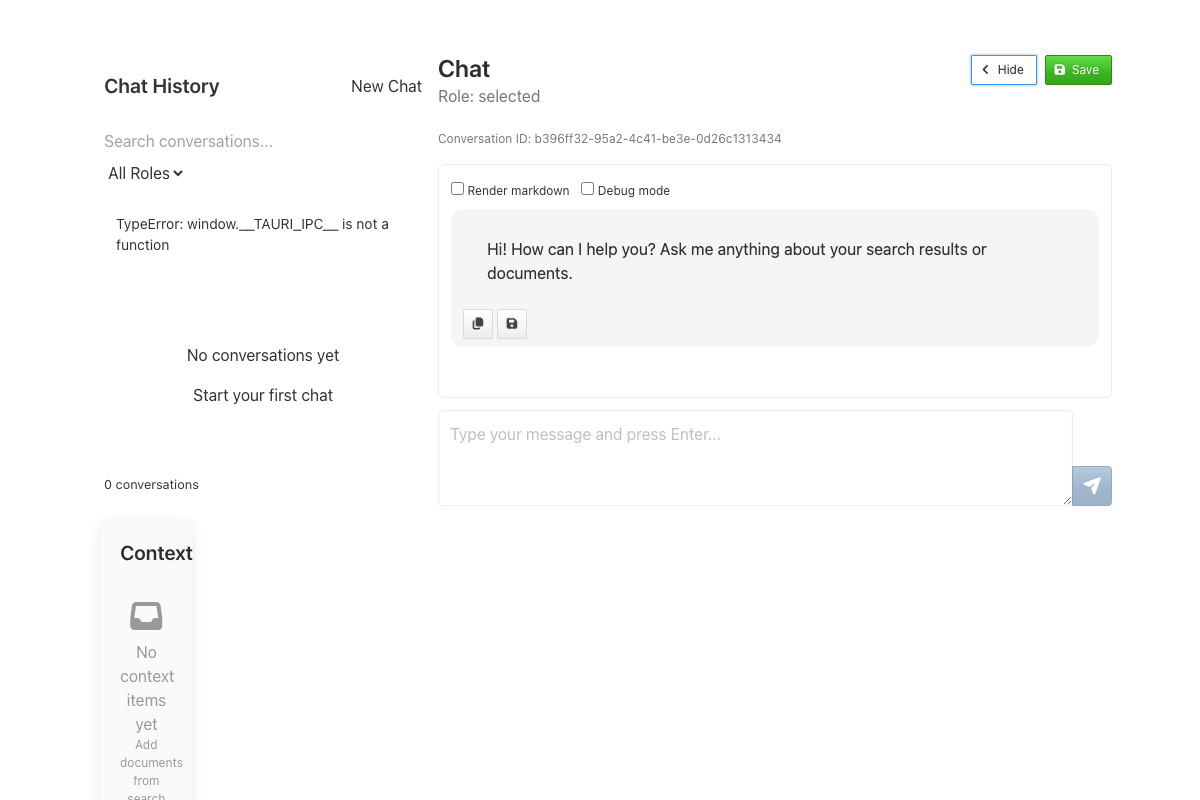 Chat History
New Chat
Search conversations...
All Roles
TypeError: window.__TAURI_IPC__ is not a
function
No conversations yet
Start your first chat
0 conversations
Context
No
context
items
yet
Add
documents
from
search
Chat
Role: selected
Hide
Save
Conversation ID: b396ff32-95a2-4c41-be3e-0d26c1313434
Render markdown
Debug mode
Hi! How can I help you? Ask me anything about your search results or
documents.
Type your message and press Enter...